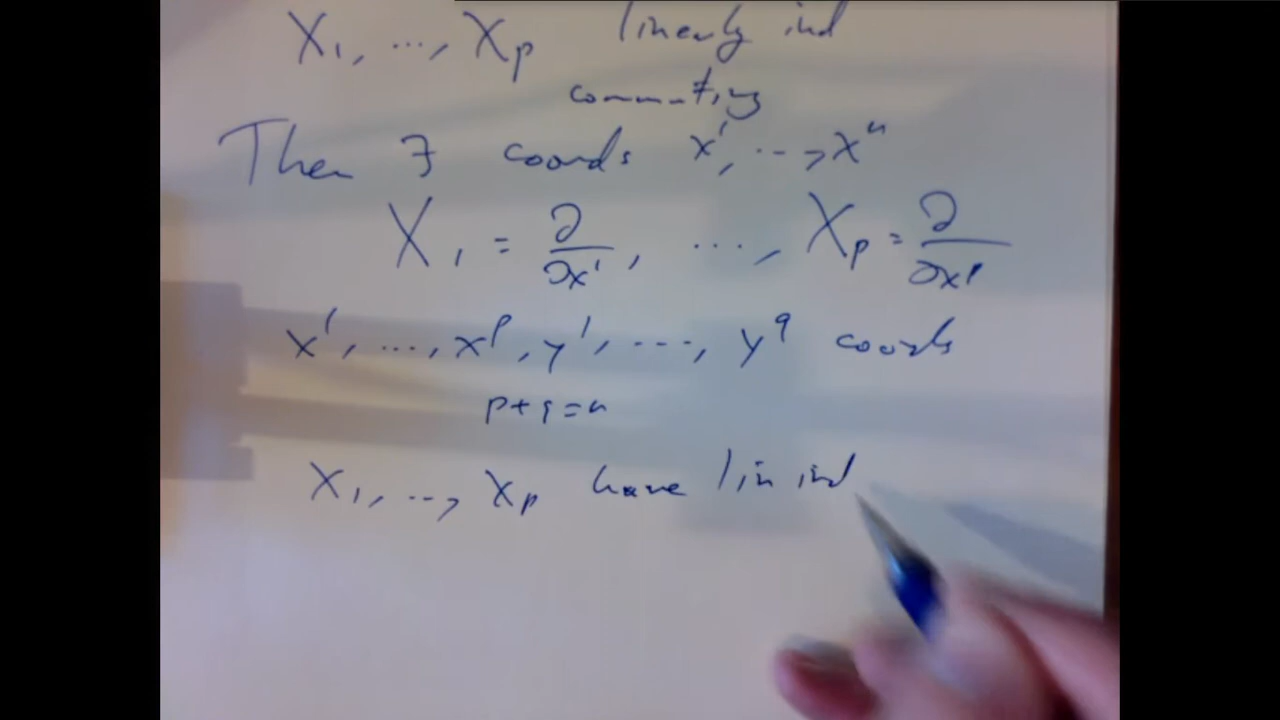 X₁, ..., Xₚ linearly ind
commuting
Then ∃ coords x¹, ..., xⁿ
X₁ = ∂/∂x¹, ..., Xₚ = ∂/∂xᵖ
x¹, ..., xᵖ, y¹, ..., y^q coords
p+q=n
X₁, ..., Xₚ have lin ind